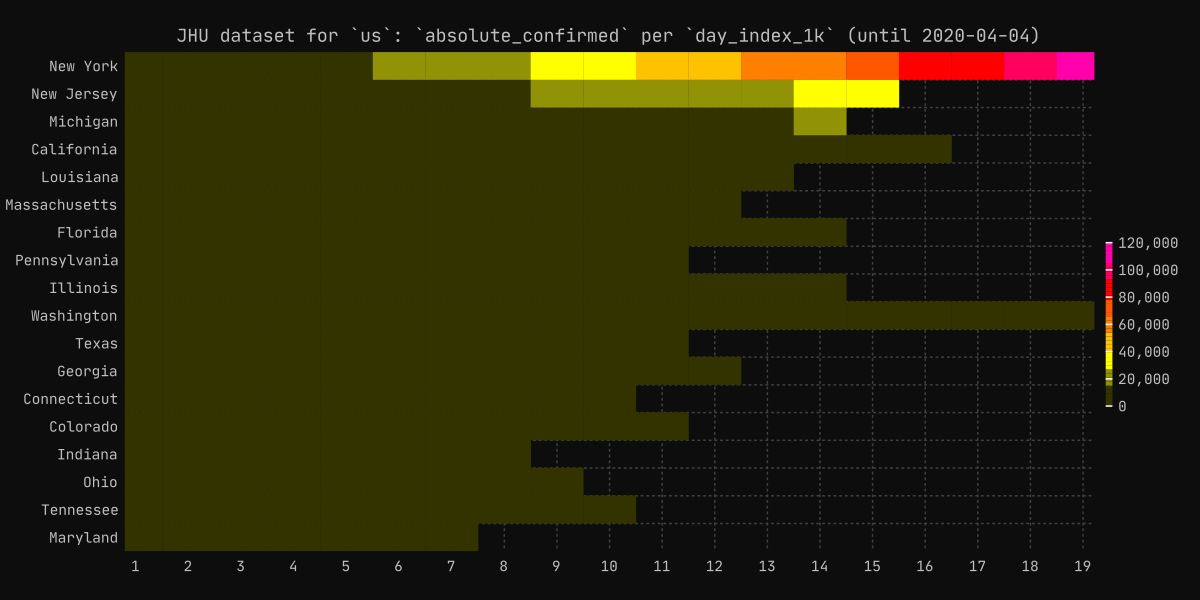 JHU dataset for `us`: `absolute_confirmed` per `day_index_1k` (until 2020-04-04)
New York
New Jersey
Michigan
California
Louisiana
Massachusetts
Florida
Pennsylvania
Illinois
Washington
Texas
Georgia
Connecticut
Colorado
Indiana
Ohio
Tennessee
Maryland
1 2 3 4 5 6 7 8 9 10 11 12 13 14 15 16 17 18 19
120,000
100,000
80,000
60,000
40,000
20,000
0